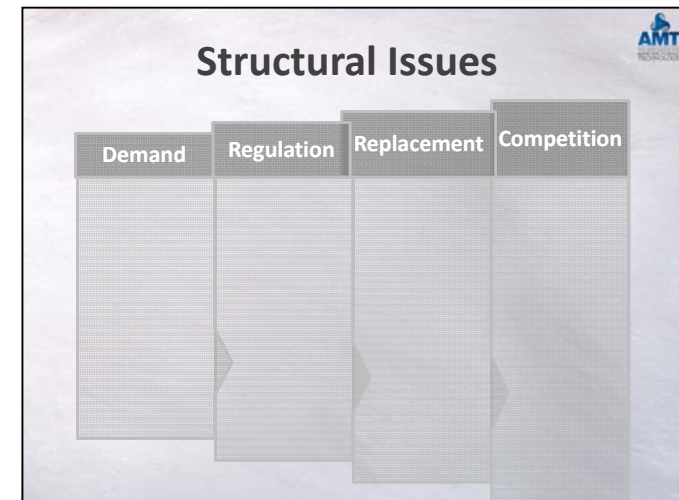 Structural Issues
AMT
Demand
Regulation
Replacement
Competition